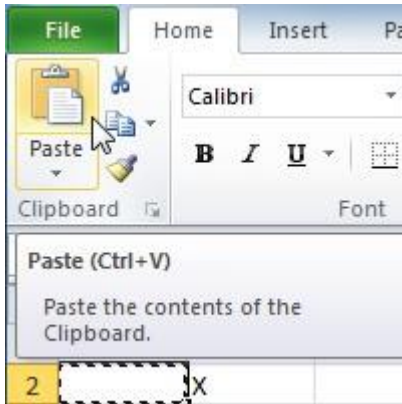 File Home Insert Pa
Calibri
Paste B I U
Clipboard Font
Paste (Ctrl+V)
Paste the contents of the
Clipboard.
2 X